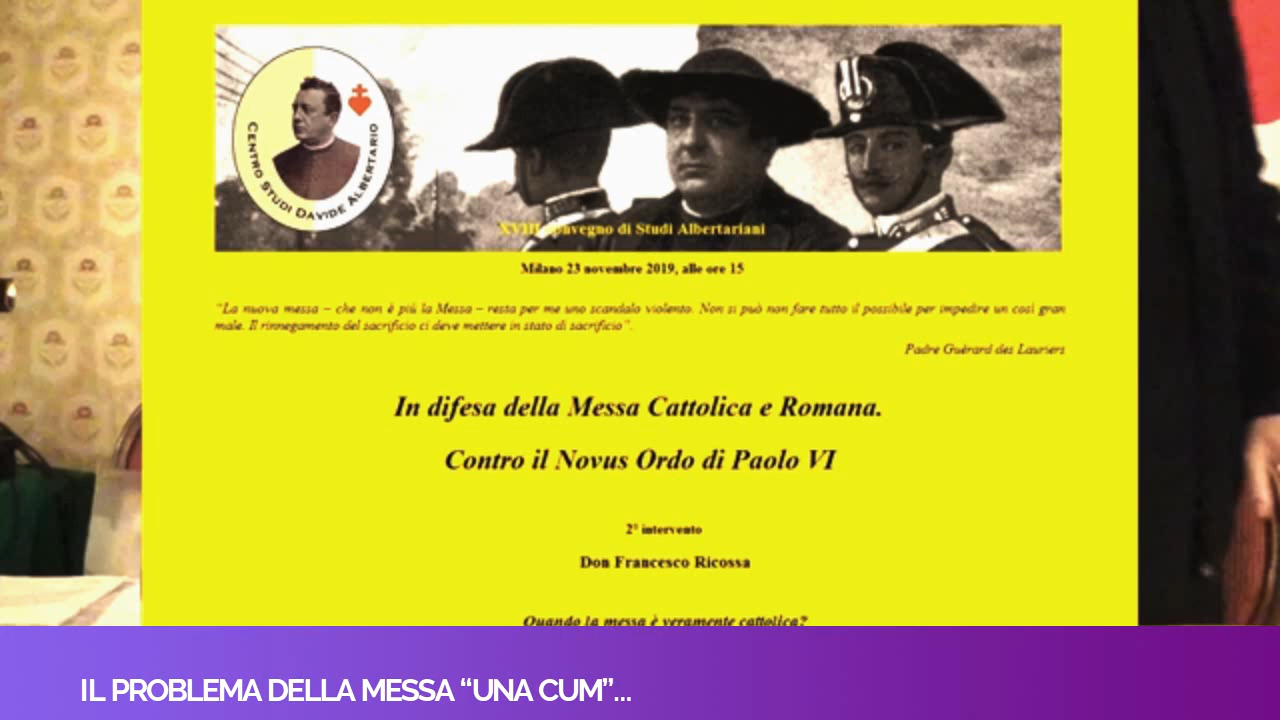 CENTRO STUDI DAVIDE ALBERTARIO
XVIII Convegno di Studi Albertariani
Milano 23 novembre 2019, alle ore 15
“La nuova messa – che non è più la Messa – resta per me uno scandalo violento. Non si può non fare tutto il possibile per impedire un così gran
male. Il rinnegamento del sacrificio ci deve mettere in stato di sacrificio”.
Padre Guérard des Lauriers
In difesa della Messa Cattolica e Romana.
Contro il Novus Ordo di Paolo VI
2° intervento
Don Francesco Ricossa
Quando la messa è veramente cattolica?
IL PROBLEMA DELLA MESSA “UNA CUM”...